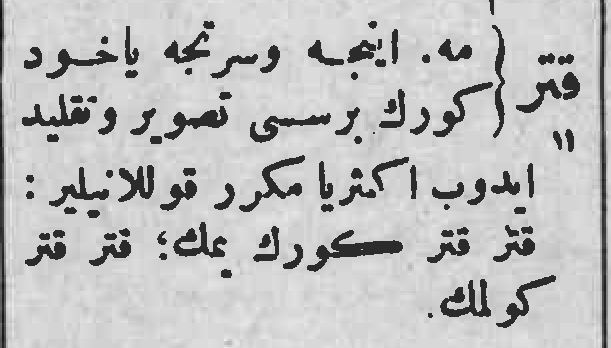 قتر { مه. اینجه وسرتجه یاخود
کورك برسسی تصویر وتقلید
"
ایدوب اکثریا مکرر قوللانیلیر :
قتر قتر کورك یمك؛ قتر قتر
کولمك.